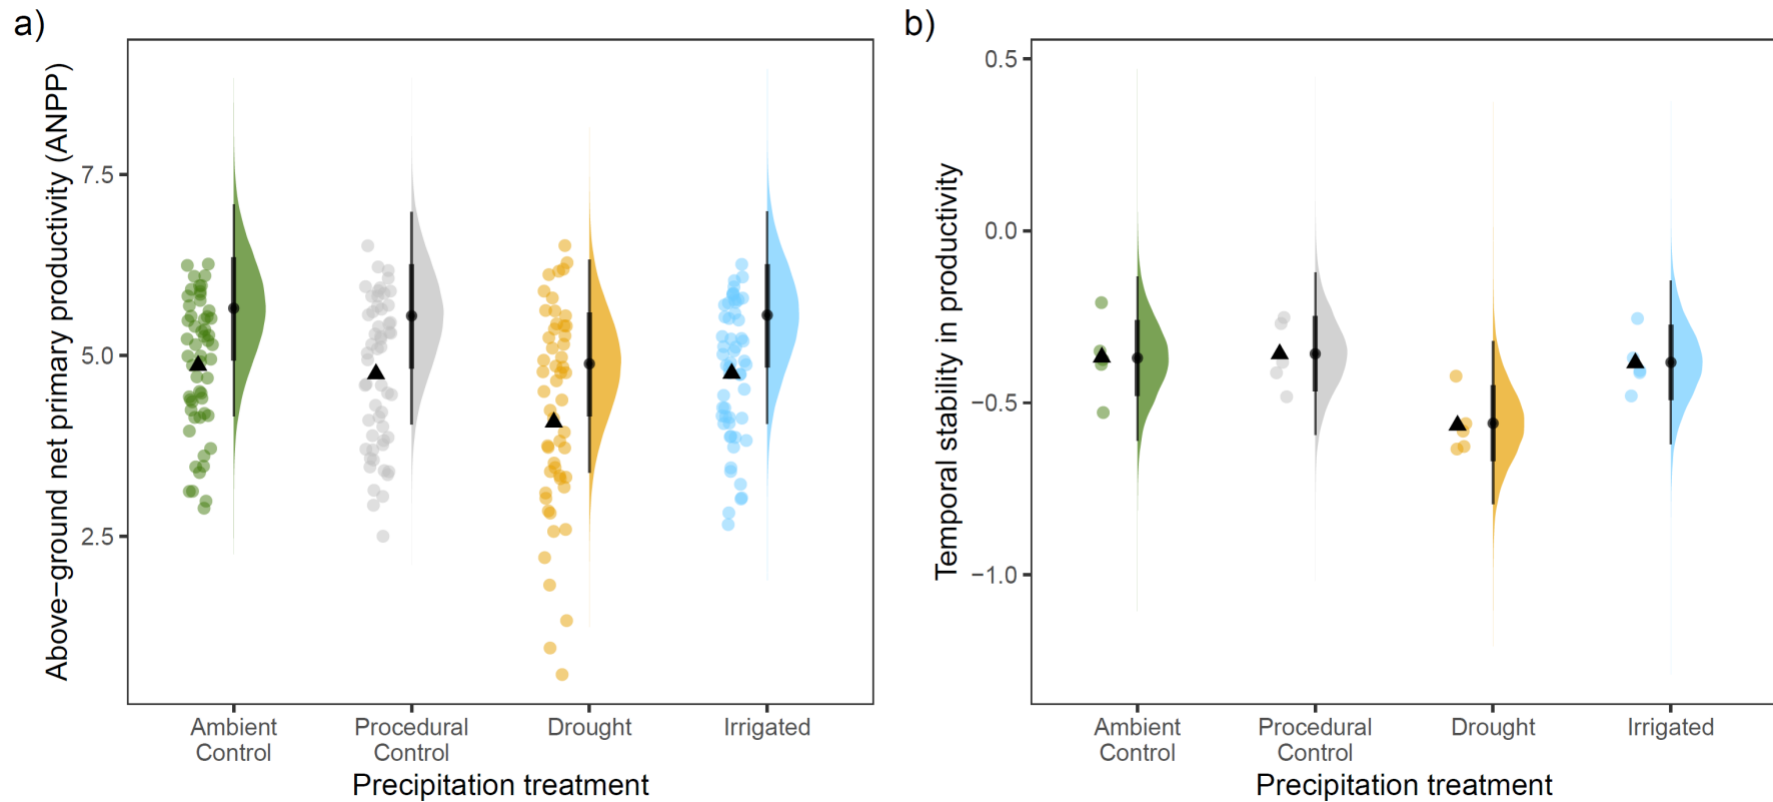 a)
Above−ground net primary productivity (ANPP)
7.5
5.0
2.5
Ambient
Control
Procedural
Control
Drought
Irrigated
Precipitation treatment
b)
Temporal stability in productivity
0.5
0.0
−0.5
−1.0
Ambient
Control
Procedural
Control
Drought
Irrigated
Precipitation treatment